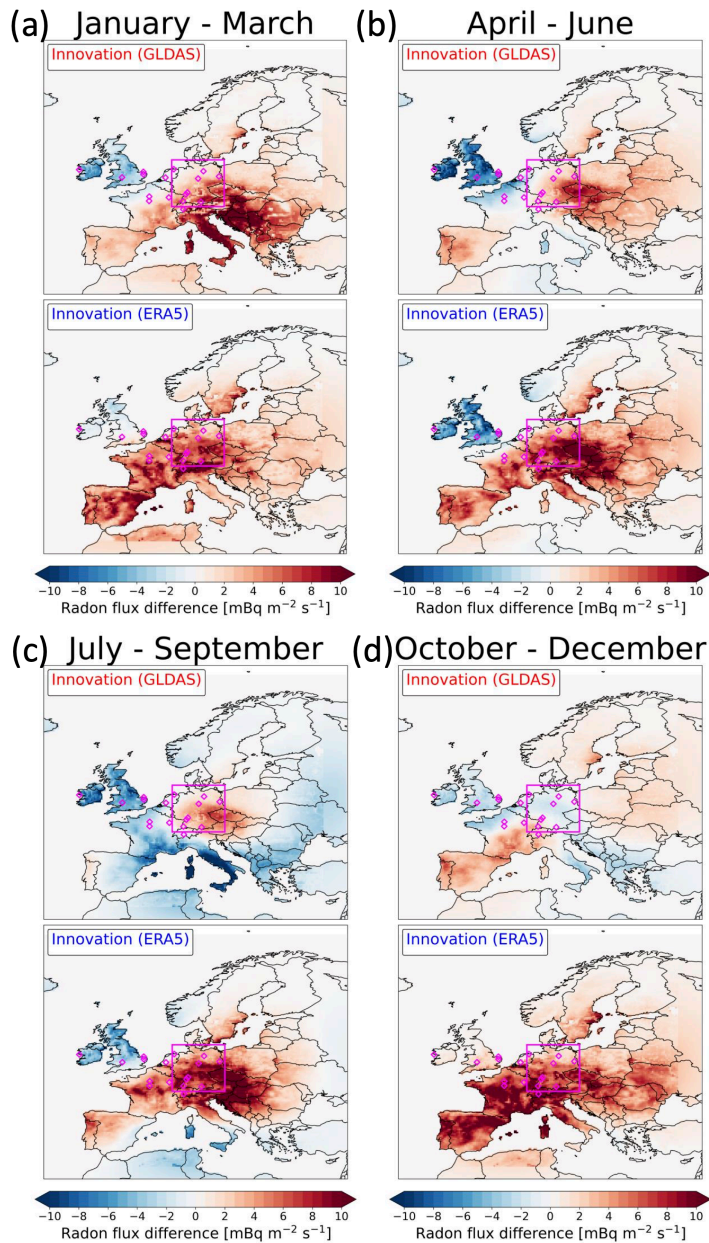 (a) January - March
Innovation (GLDAS)
Innovation (ERA5)
−10 −8 −6 −4 −2 0 2 4 6 8 10
Radon flux difference [mBq m⁻² s⁻¹]
(b) April - June
Innovation (GLDAS)
Innovation (ERA5)
−10 −8 −6 −4 −2 0 2 4 6 8 10
Radon flux difference [mBq m⁻² s⁻¹]
(c) July - September
Innovation (GLDAS)
Innovation (ERA5)
−10 −8 −6 −4 −2 0 2 4 6 8 10
Radon flux difference [mBq m⁻² s⁻¹]
(d) October - December
Innovation (GLDAS)
Innovation (ERA5)
−10 −8 −6 −4 −2 0 2 4 6 8 10
Radon flux difference [mBq m⁻² s⁻¹]